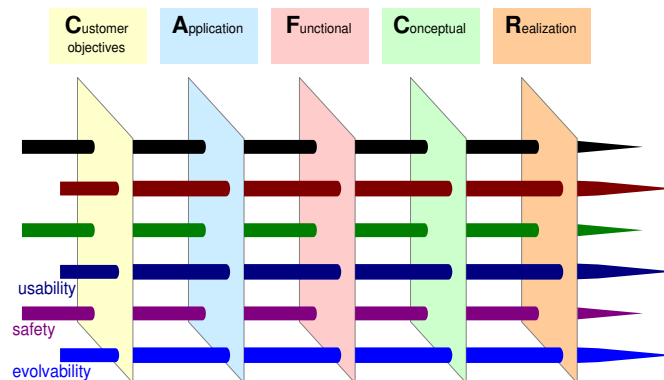 Customer
objectives
Application
Functional
Conceptual
Realization
usability
safety
evolvability